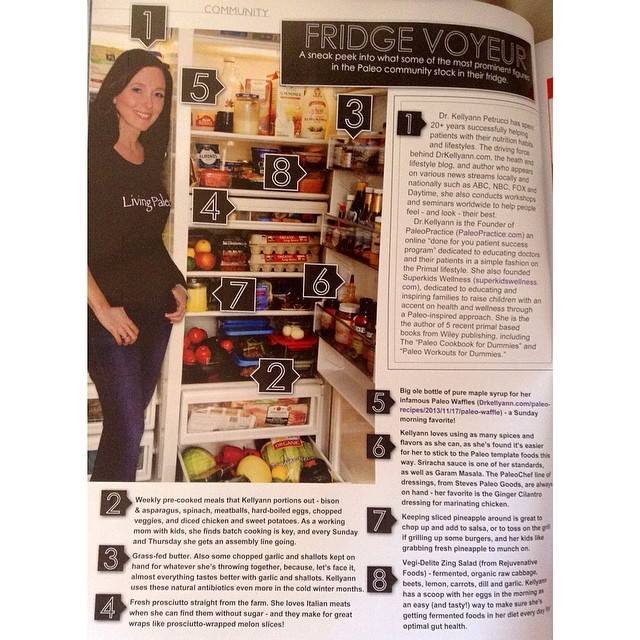 COMMUNITY
FRIDGE VOYEUR
A sneak peek into what some of the most prominent figures
in the Paleo community stock in their fridge.
1
5
3
8
4
6
7
2
Living Paleo
ORGANIC
1
Dr. Kellyann Petrucci has spent
20+ years successfully helping
patients with their nutrition habits
and lifestyles. The driving force
behind DrKellyann.com, the heath and
lifestyle blog, and author who appears
on various news streams locally and
nationally such as ABC, NBC, FOX and
Daytime, she also conducts workshops
and seminars worldwide to help people
feel - and look - their best.
Dr.Kellyann is the Founder of
PaleoPractice (PaleoPractice.com) an
online "done for you patient success
program" dedicated to educating doctors
and their patients in a simple fashion on
the Primal lifestyle. She also founded
Superkids Wellness (superkidswellness.
com), dedicated to educating and
inspiring families to raise children with an
accent on health and wellness through
a Paleo-inspired approach. She is the
the author of 5 recent primal based
books from Wiley publishing, including
The "Paleo Cookbook for Dummies" and
"Paleo Workouts for Dummies."
2
Weekly pre-cooked meals that Kellyann portions out - bison
& asparagus, spinach, meatballs, hard-boiled eggs, chopped
veggies, and diced chicken and sweet potatoes. As a working
mom with kids, she finds batch cooking is key, and every Sunday
and Thursday she gets an assembly line going.
3
Grass-fed butter. Also some chopped garlic and shallots kept on
hand for whatever she's throwing together, because, let's face it,
almost everything tastes better with garlic and shallots. Kellyann
uses these natural antibiotics even more in the cold winter months.
4
Fresh prosciutto straight from the farm. She loves Italian meats
when she can find them without sugar - and they make for great
wraps like prosciutto-wrapped melon slices!
5
Big ole bottle of pure maple syrup for her
infamous Paleo Waffles (Drkellyann.com/paleo-
recipes/2013/11/17/paleo-waffle) - a Sunday
morning favorite!
6
Kellyann loves using as many spices and
flavors as she can, as she's found it's easier
for her to stick to the Paleo template foods this
way. Sriracha sauce is one of her standards,
as well as Garam Masala. The PaleoChef line of
dressings, from Steves Paleo Goods, are always
on hand - her favorite is the Ginger Cilantro
dressing for marinating chicken.
7
Keeping sliced pineapple around is great to
chop up and add to salsa, or to toss on the grill
if grilling up some burgers, and her kids like
grabbing fresh pineapple to munch on.
8
Vegi-Delite Zing Salad (from Rejuvenative
Foods) - fermented, organic raw cabbage,
beets, lemon, carrots, dill and garlic. Kellyann
has a scoop with her eggs in the morning as
an easy (and tasty!) way to make sure she's
getting fermented foods in her diet every day for
optimal gut health.